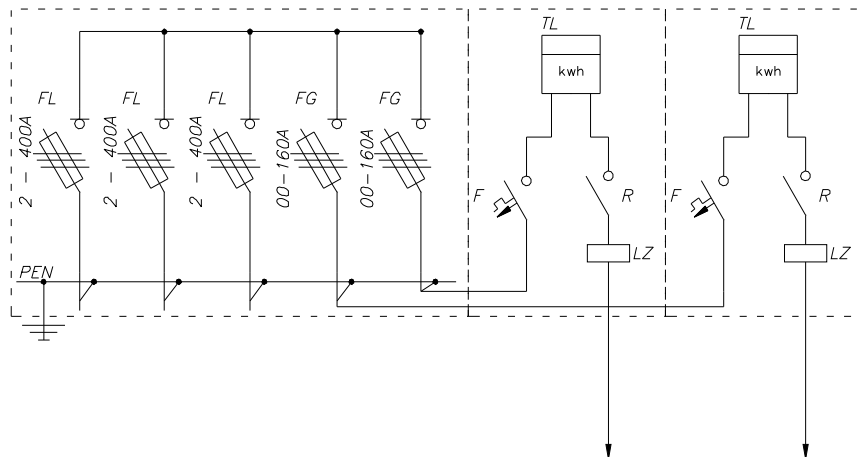 TL
TL
kwh
kwh
FL
FL
FL
FG
FG
2 - 400A
2 - 400A
2 - 400A
00-160A
00-160A
F
R
F
R
LZ
LZ
PEN